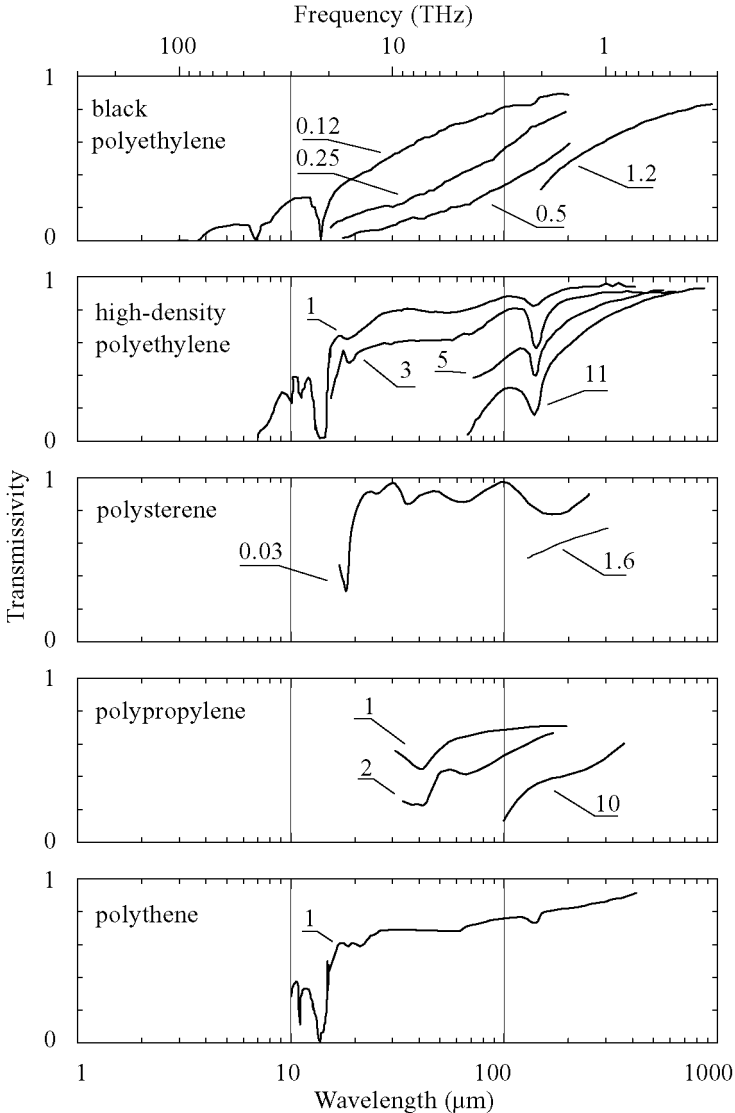 Frequency (THz)
100 10 1
1
black
polyethylene
0.12
0.25
1.2
0.5
0
1
high-density
polyethylene
1
3
5
11
0
Transmissivity
1
polysterene
0.03
1.6
0
1
polypropylene
1
2
10
0
1
polythene
1
0
1 10 100 1000
Wavelength (µm)